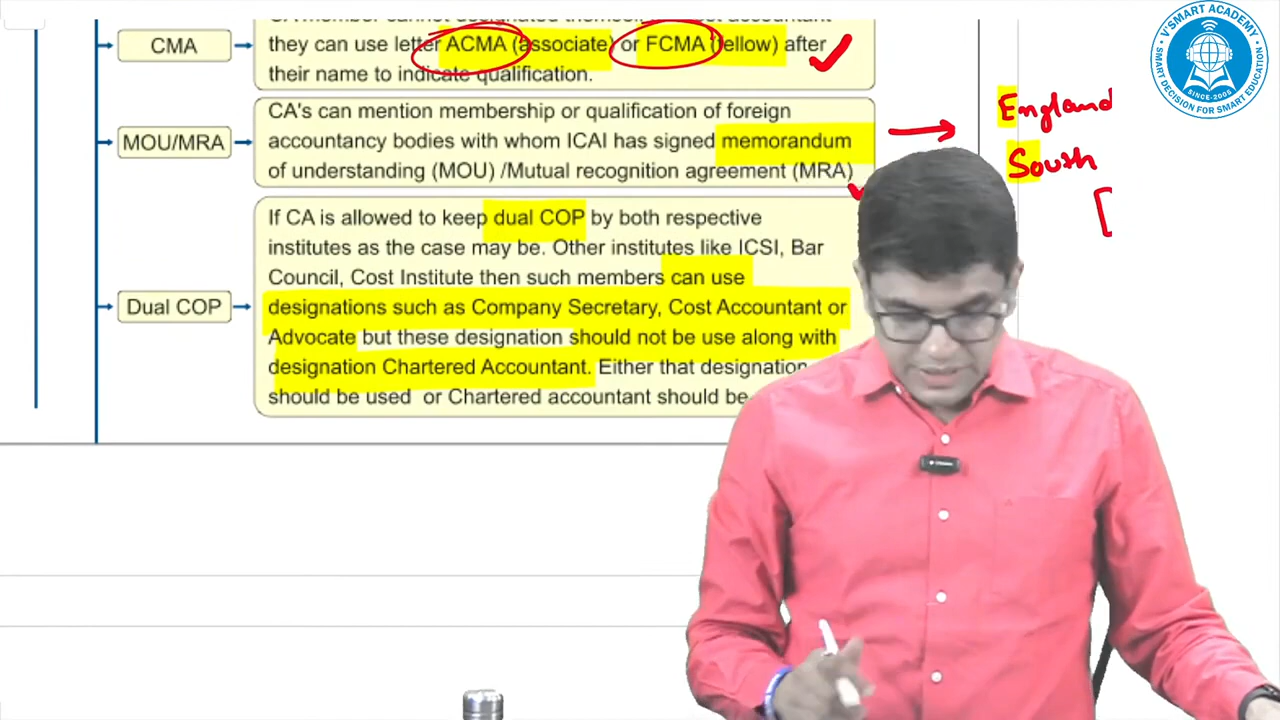 CMA
they can use letter ACMA (associate) or FCMA (fellow) after
their name to indicate qualification.
MOU/MRA
CA's can mention membership or qualification of foreign
accountancy bodies with whom ICAI has signed memorandum
of understanding (MOU) /Mutual recognition agreement (MRA)
Dual COP
If CA is allowed to keep dual COP by both respective
institutes as the case may be. Other institutes like ICSI, Bar
Council, Cost Institute then such members can use
designations such as Company Secretary, Cost Accountant or
Advocate but these designation should not be use along with
designation Chartered Accountant. Either that designation
should be used or Chartered accountant should be
England
South
VSMART ACADEMY
SINCE-2005
SMART DECISION FOR SMART EDUCATION